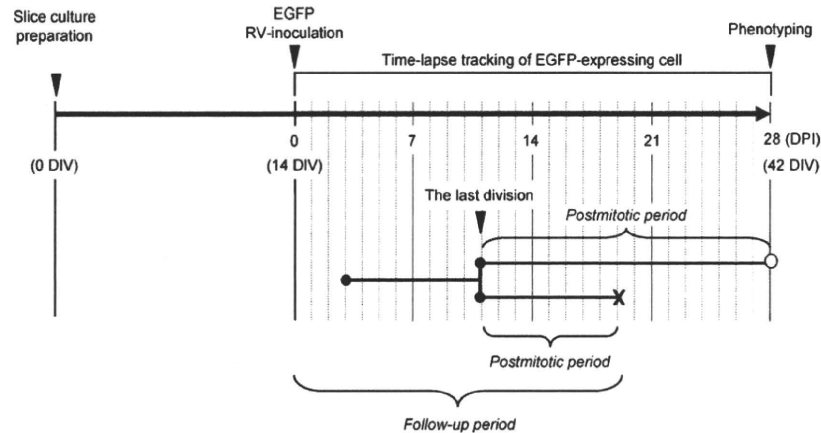 Slice culture
preparation
EGFP
RV-inoculation
Phenotyping
Time-lapse tracking of EGFP-expressing cell
0
7
14
21
28 (DPI)
(0 DIV)
(14 DIV)
(42 DIV)
The last division
Postmitotic period
X
Postmitotic period
Follow-up period